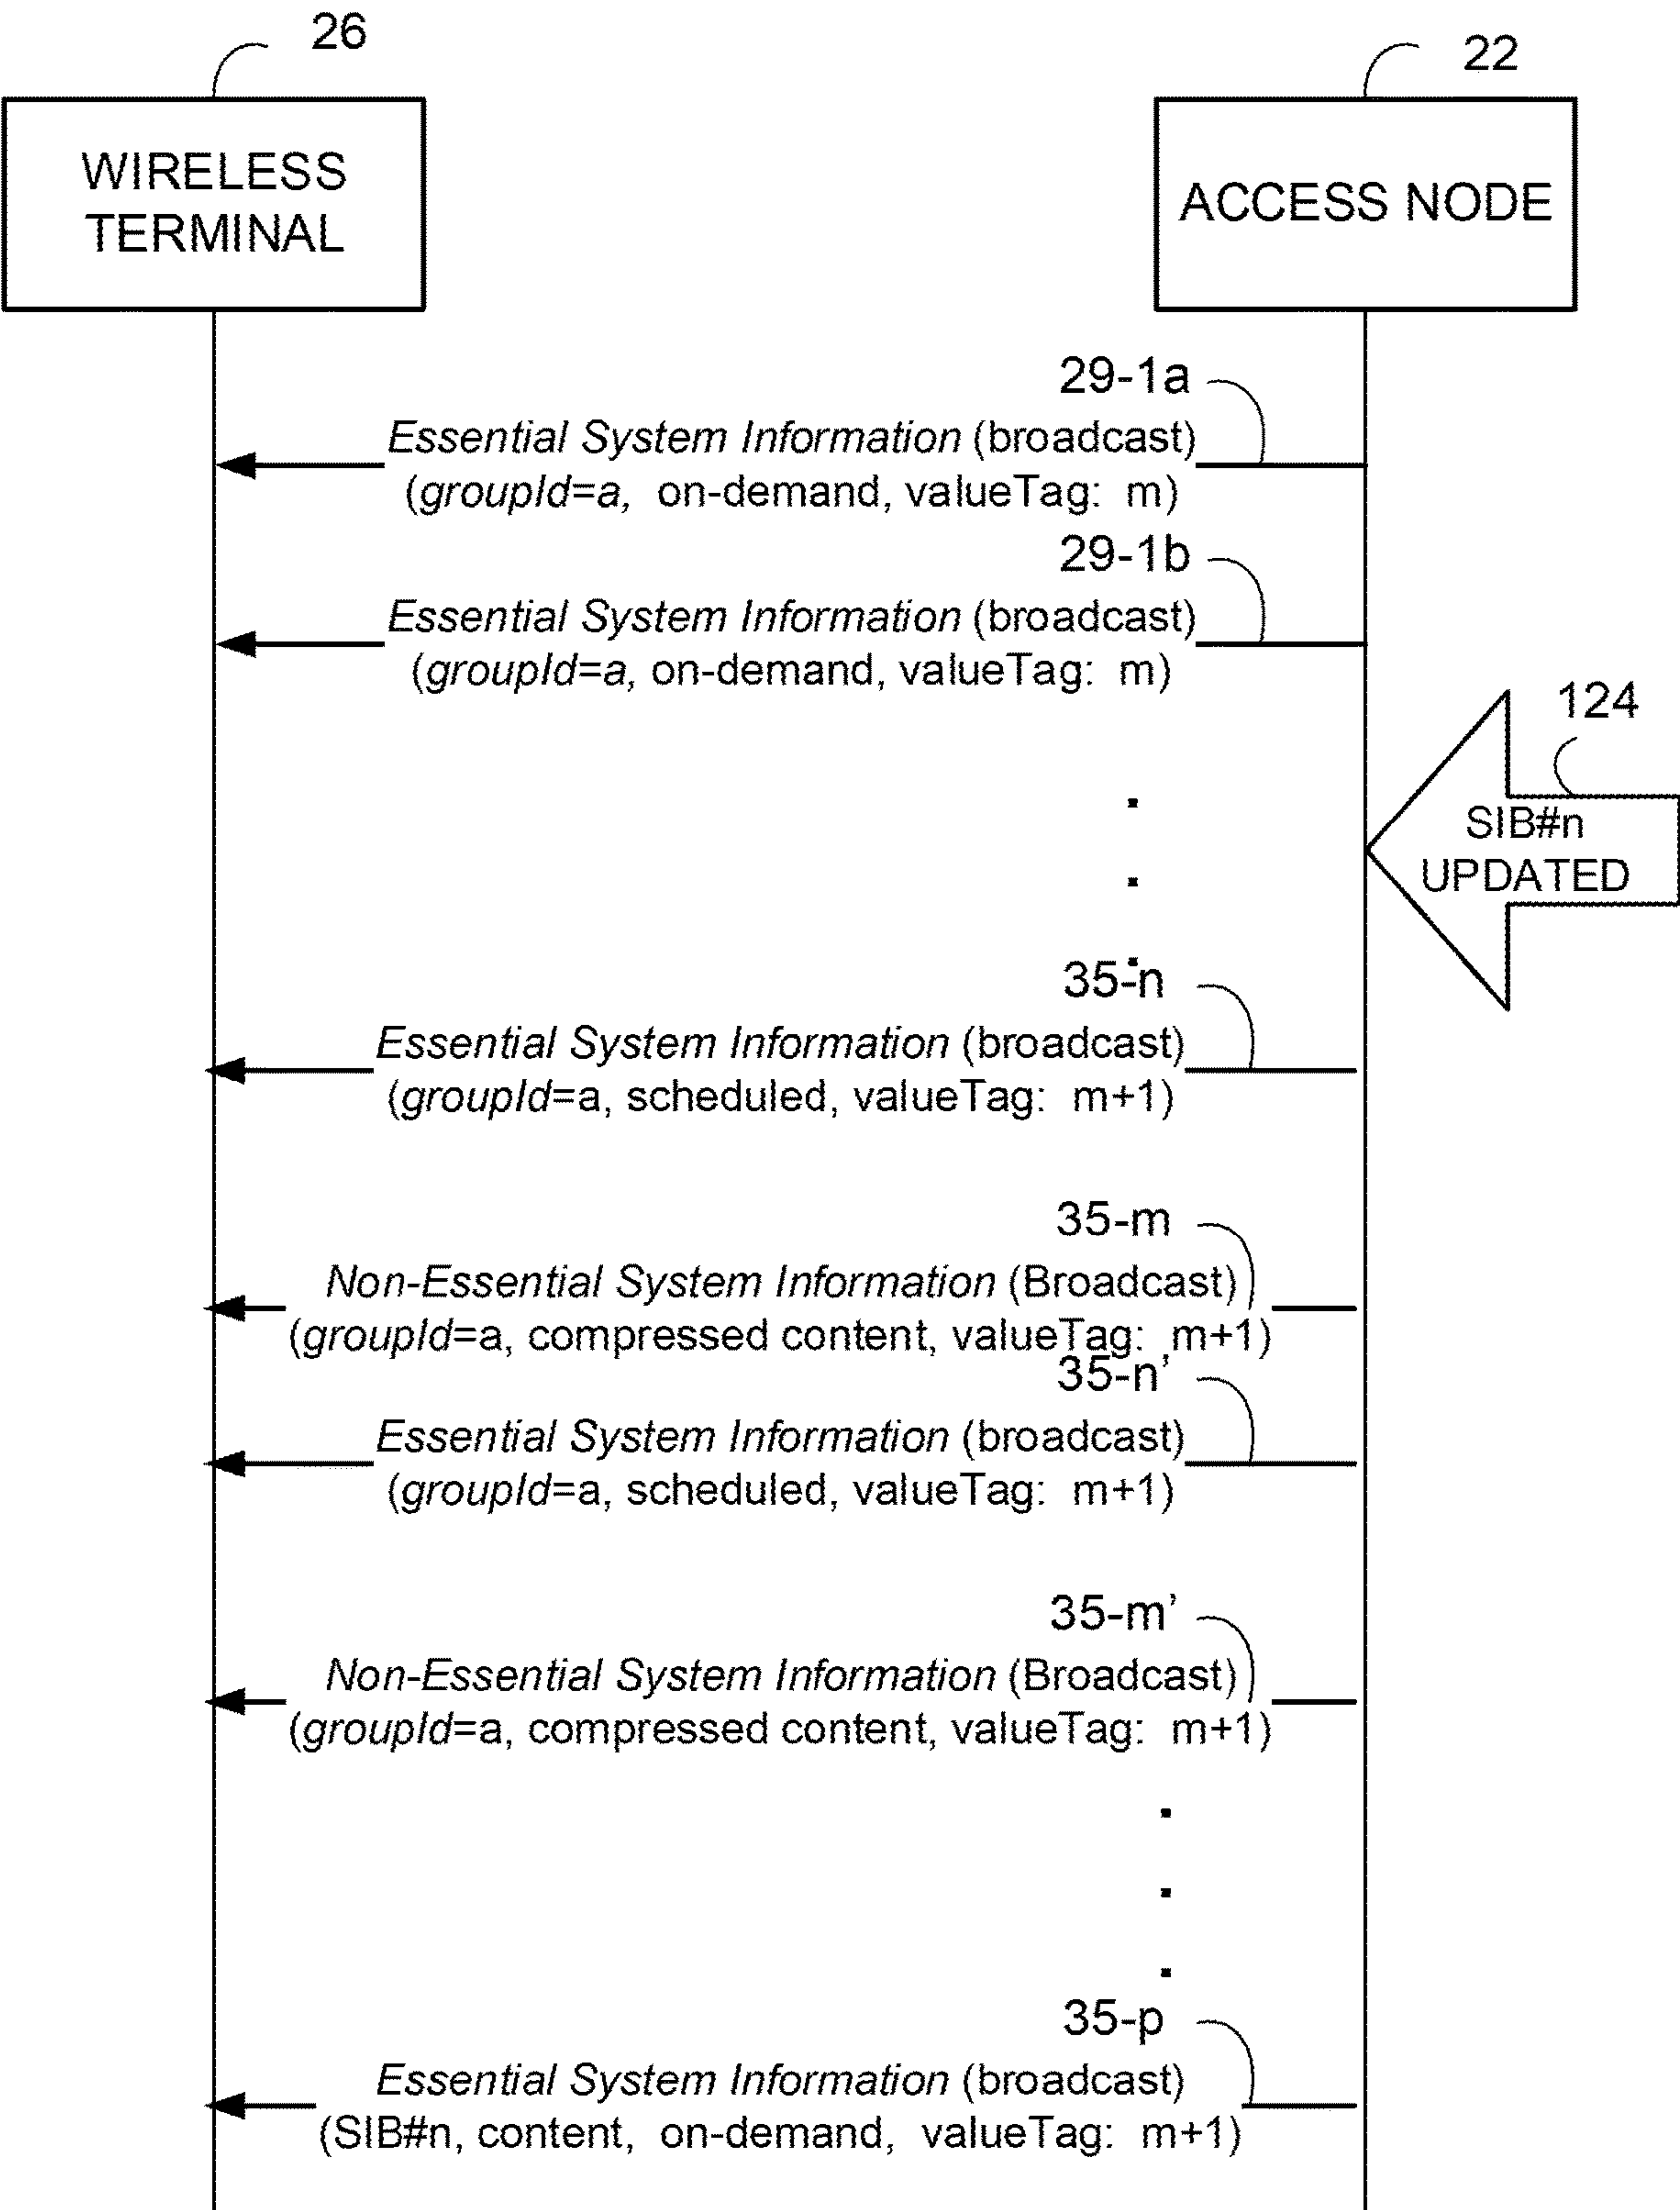 26
22
WIRELESS
TERMINAL
ACCESS NODE
29-1a
Essential System Information (broadcast)
(groupId=a, on-demand, valueTag: m)
29-1b
Essential System Information (broadcast)
(groupId=a, on-demand, valueTag: m)
124
SIB#n
UPDATED
35-n
Essential System Information (broadcast)
(groupId=a, scheduled, valueTag: m+1)
35-m
Non-Essential System Information (Broadcast)
(groupId=a, compressed content, valueTag: m+1)
35-n’
Essential System Information (broadcast)
(groupId=a, scheduled, valueTag: m+1)
35-m’
Non-Essential System Information (Broadcast)
(groupId=a, compressed content, valueTag: m+1)
35-p
Essential System Information (broadcast)
(SIB#n, content, on-demand, valueTag: m+1)